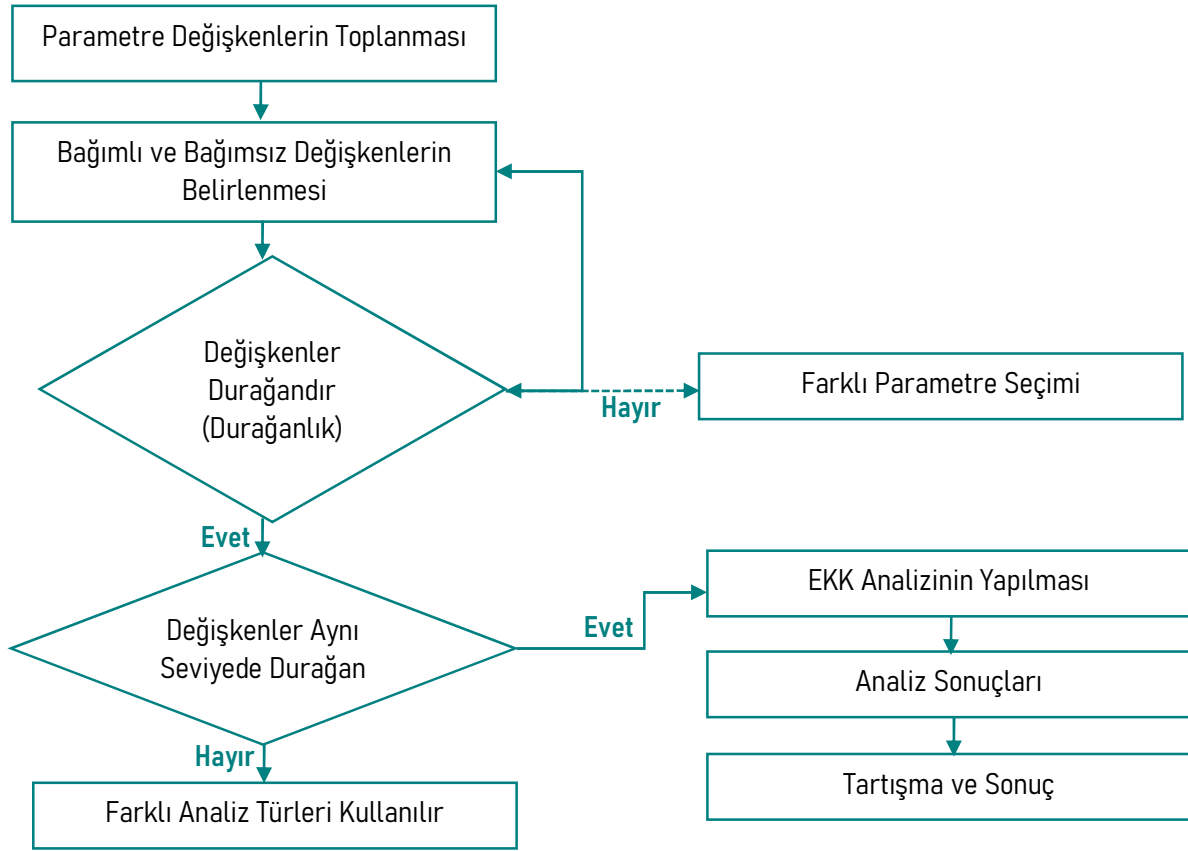 Parametre Değişkenlerin Toplanması
Bağımlı ve Bağımsız Değişkenlerin
Belirlenmesi
Değişkenler
Durağandır
(Durağanlık)
Hayır
Farklı Parametre Seçimi
Evet
Değişkenler Aynı
Seviyede Durağan
Evet
EKK Analizinin Yapılması
Analiz Sonuçları
Tartışma ve Sonuç
Hayır
Farklı Analiz Türleri Kullanılır